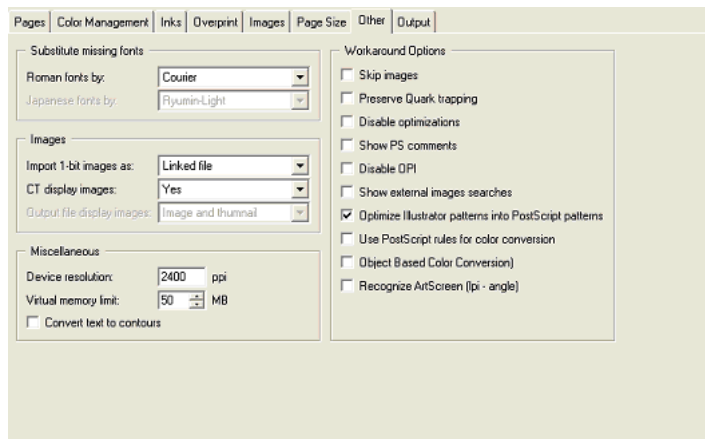 Pages Color Management Inks Overprint Images Page Size Other Output
Substitute missing fonts
Roman fonts by: Courier
Japanese fonts by: Ryumin-Light
Images
Import 1-bit images as: Linked file
CT display images: Yes
Output file display images: Image and thumnail
Miscellaneous
Device resolution: 2400 ppi
Virtual memory limit: 50 MB
Convert text to contours
Workaround Options
Skip images
Preserve Quark trapping
Disable optimizations
Show PS comments
Disable OPI
Show external images searches
Optimize Illustrator patterns into PostScript patterns
Use PostScript rules for color conversion
Object Based Color Conversion)
Recognize ArtScreen (lpi - angle)